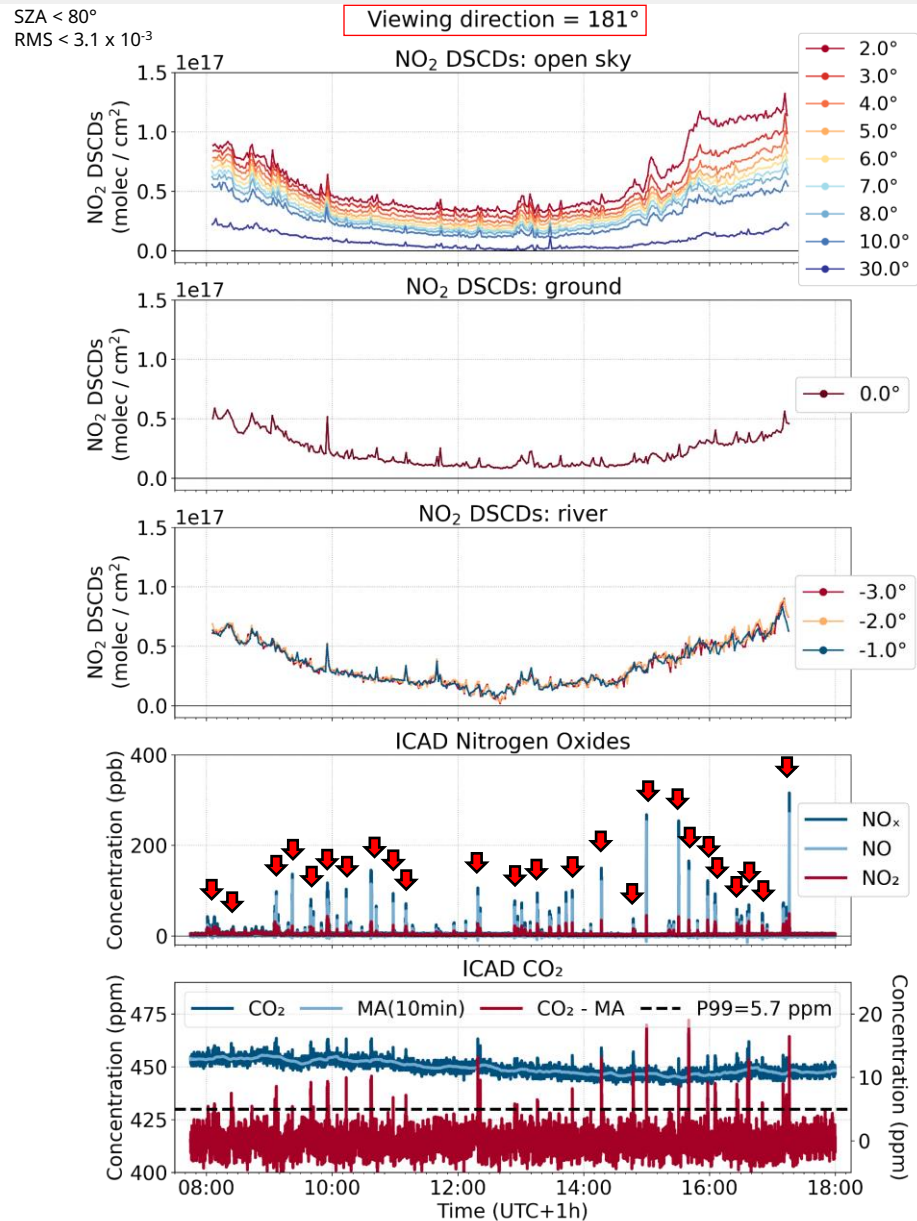 SZA < 80°
RMS < 3.1 x 10⁻³
Viewing direction = 181°
NO₂ DSCDs: open sky
1e17
1.5
1.0
0.5
0.0
NO₂ DSCDs
(molec / cm²)
2.0°
3.0°
4.0°
5.0°
6.0°
7.0°
8.0°
10.0°
30.0°
NO₂ DSCDs: ground
1e17
1.5
1.0
0.5
0.0
NO₂ DSCDs
(molec / cm²)
0.0°
NO₂ DSCDs: river
1e17
1.5
1.0
0.5
0.0
NO₂ DSCDs
(molec / cm²)
-3.0°
-2.0°
-1.0°
ICAD Nitrogen Oxides
400
200
0
Concentration (ppb)
NOₓ
NO
NO₂
ICAD CO₂
CO₂ MA(10min) CO₂ - MA P99=5.7 ppm
475
450
425
400
Concentration (ppm)
20
10
0
Concentration (ppm)
08:00 10:00 12:00 14:00 16:00 18:00
Time (UTC+1h)